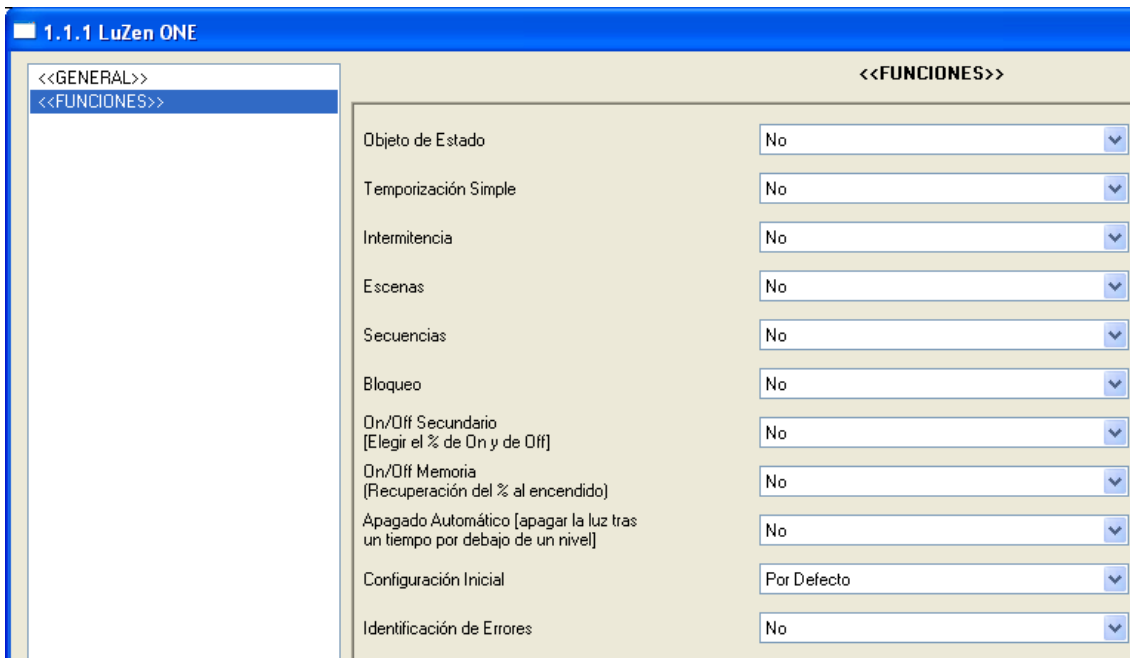 1.1.1 LuZen ONE
<<GENERAL>>
<<FUNCIONES>>
<<FUNCIONES>>
Objeto de Estado
No
Temporización Simple
No
Intermitencia
No
Escenas
No
Secuencias
No
Bloqueo
No
On/Off Secundario
[Elegir el % de On y de Off]
No
On/Off Memoria
(Recuperación del % al encendido)
No
Apagado Automático [apagar la luz tras
un tiempo por debajo de un nivel]
No
Configuración Inicial
Por Defecto
Identificación de Errores
No